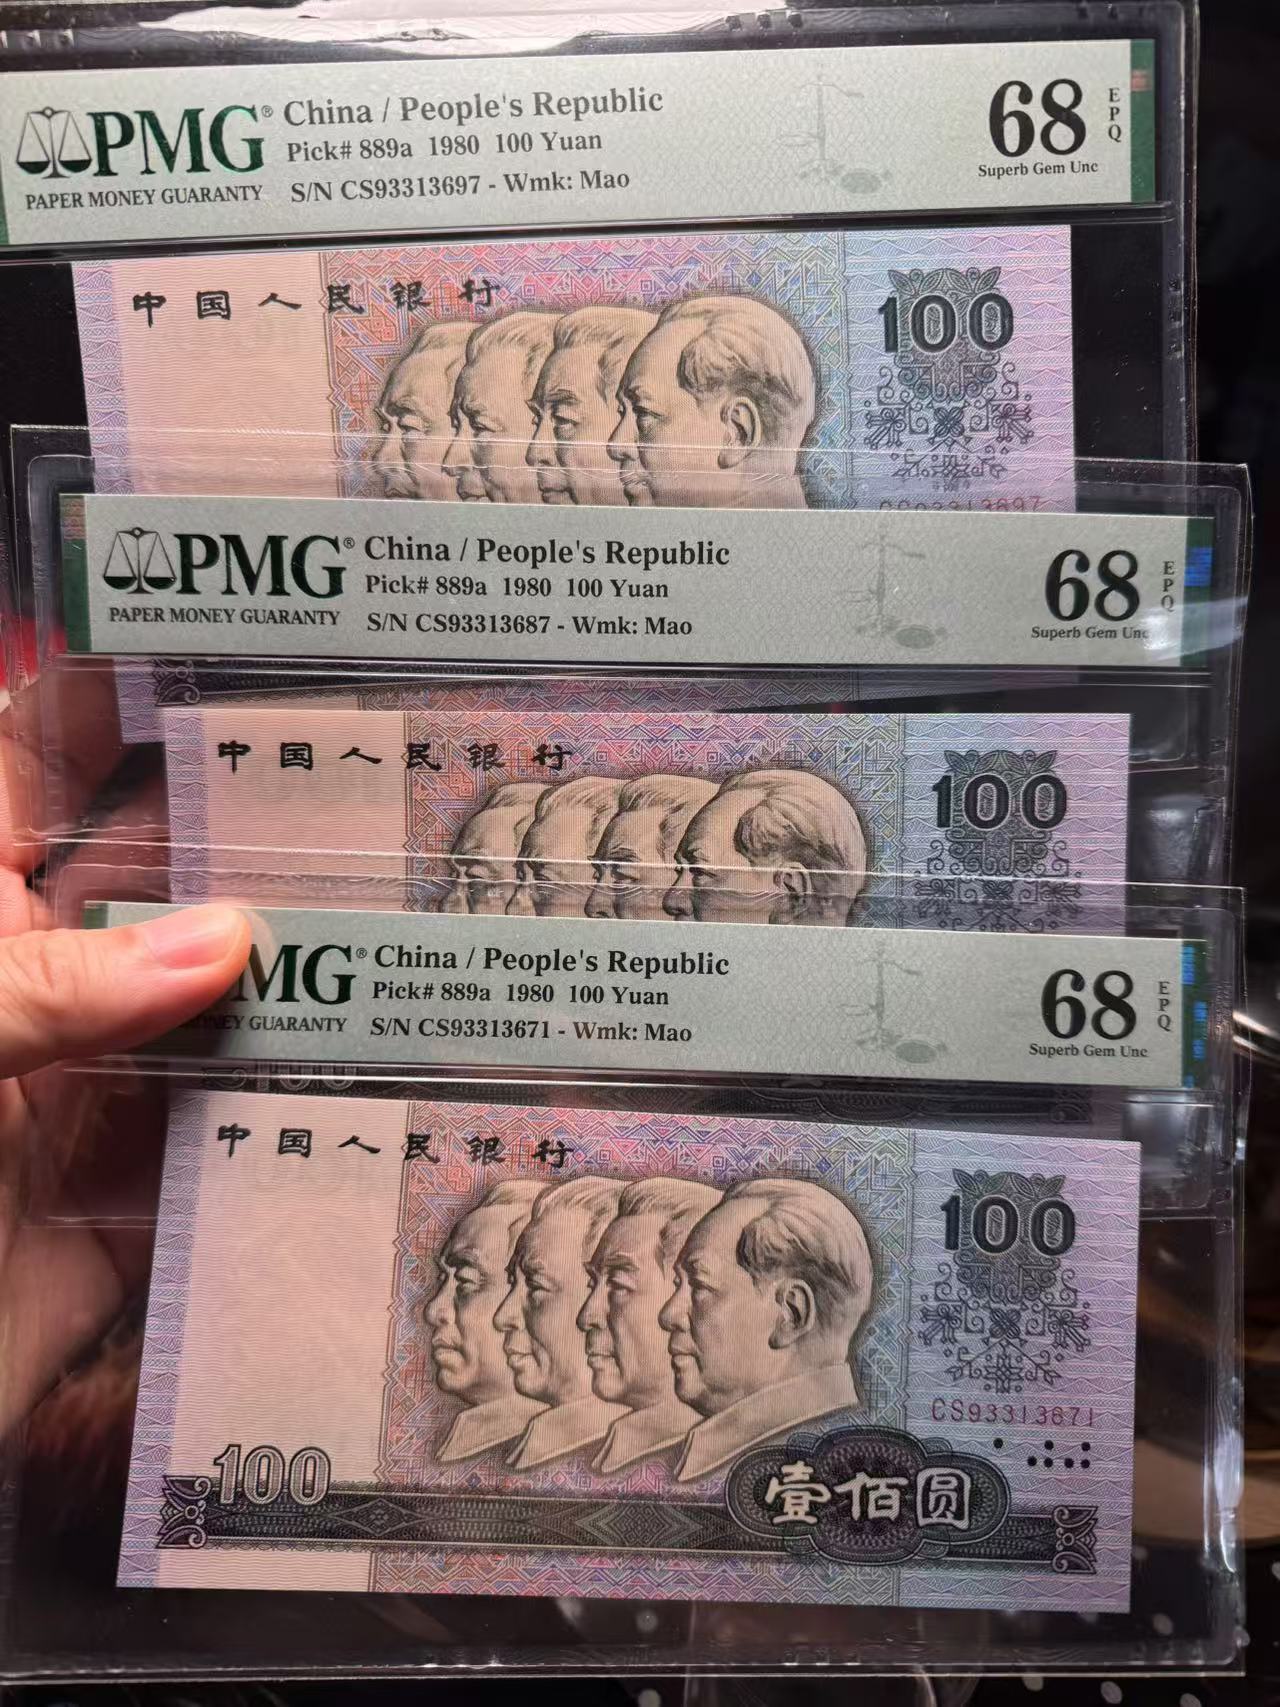 PMG®
PAPER MONEY GUARANTY
China / People's Republic
Pick# 889a 1980 100 Yuan
S/N CS93313697 - Wmk: Mao
68
EPQ
Superb Gem Unc
中国人民银行
100
CS93313697
PMG®
PAPER MONEY GUARANTY
China / People's Republic
Pick# 889a 1980 100 Yuan
S/N CS93313687 - Wmk: Mao
68
EPQ
Superb Gem Unc
中国人民银行
100
MG®
GUARANTY
China / People's Republic
Pick# 889a 1980 100 Yuan
S/N CS93313671 - Wmk: Mao
68
EPQ
Superb Gem Unc
100
中国人民银行
100
CS93313671
100
壹佰圆